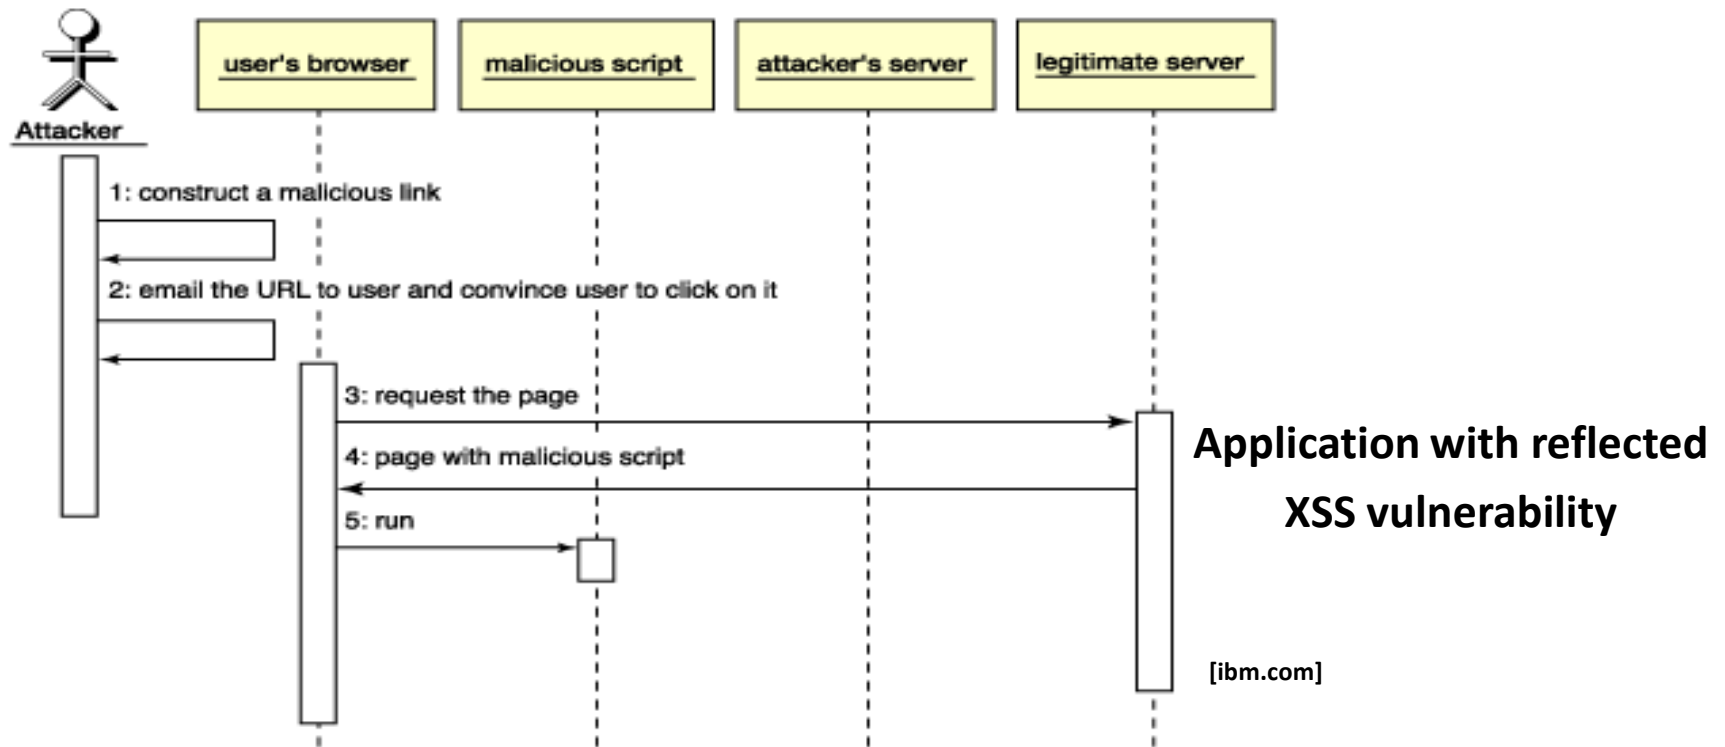 user's browser
malicious script
attacker's server
legitimate server
Attacker
1: construct a malicious link
2: email the URL to user and convince user to click on it
3: request the page
4: page with malicious script
5: run
Application with reflected
XSS vulnerability
[ibm.com]